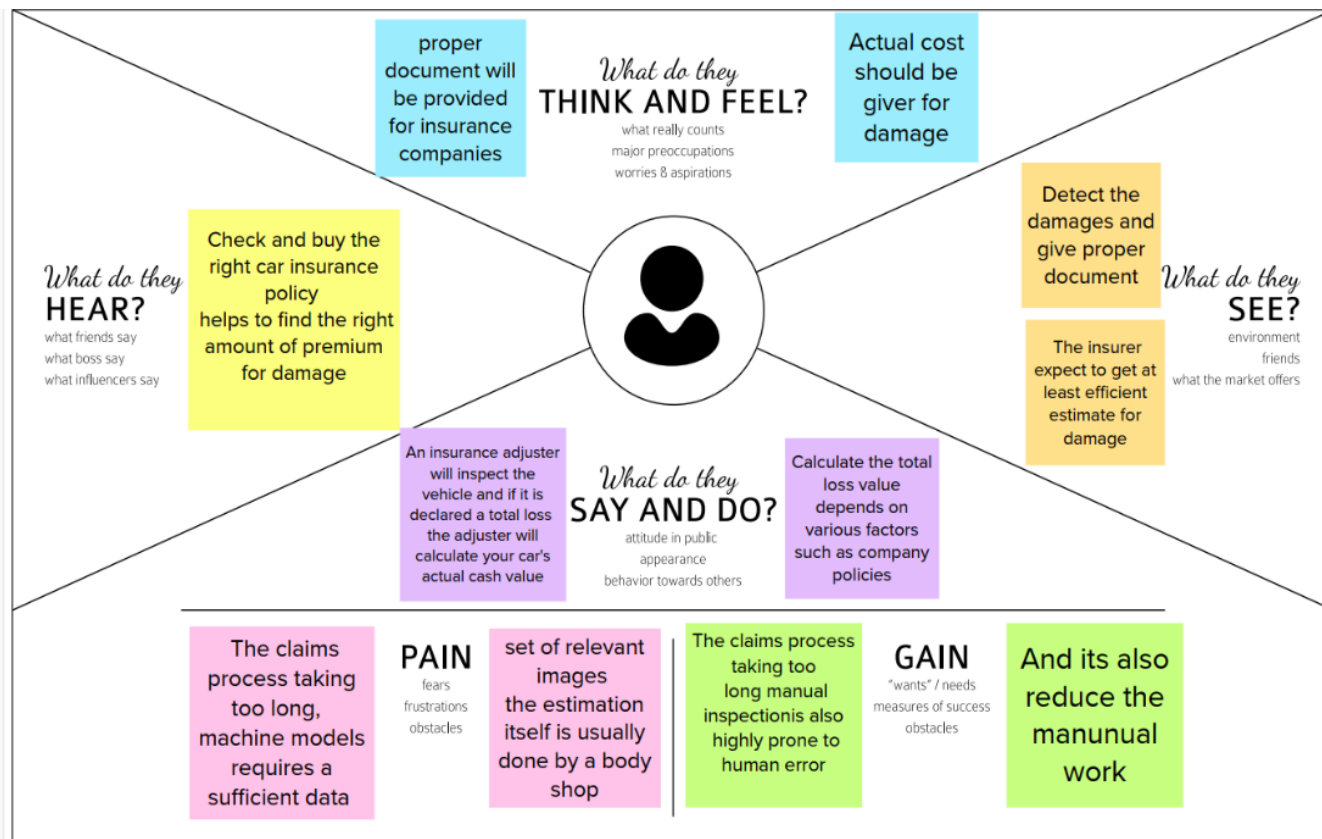 proper
document will
be provided
for insurance
companies
What do they
THINK AND FEEL?
what really counts
major preoccupations
worries & aspirations
Actual cost
should be
giver for
damage
What do they
HEAR?
what friends say
what boss say
what influencers say
Check and buy the
right car insurance
policy
helps to find the right
amount of premium
for damage
Detect the
damages and
give proper
document
The insurer
expect to get at
least efficient
estimate for
damage
What do they
SEE?
environment
friends
what the market offers
An insurance adjuster
will inspect the
vehicle and if it is
declared a total loss
the adjuster will
calculate your car's
actual cash value
What do they
SAY AND DO?
attitude in public
appearance
behavior towards others
Calculate the total
loss value
depends on
various factors
such as company
policies
The claims
process taking
too long,
machine models
requires a
sufficient data
PAIN
fears
frustrations
obstacles
set of relevant
images
the estimation
itself is usually
done by a body
shop
The claims process
taking too
long manual
inspectionis also
highly prone to
human error
GAIN
"wants" / needs
measures of success
obstacles
And its also
reduce the
manunual
work